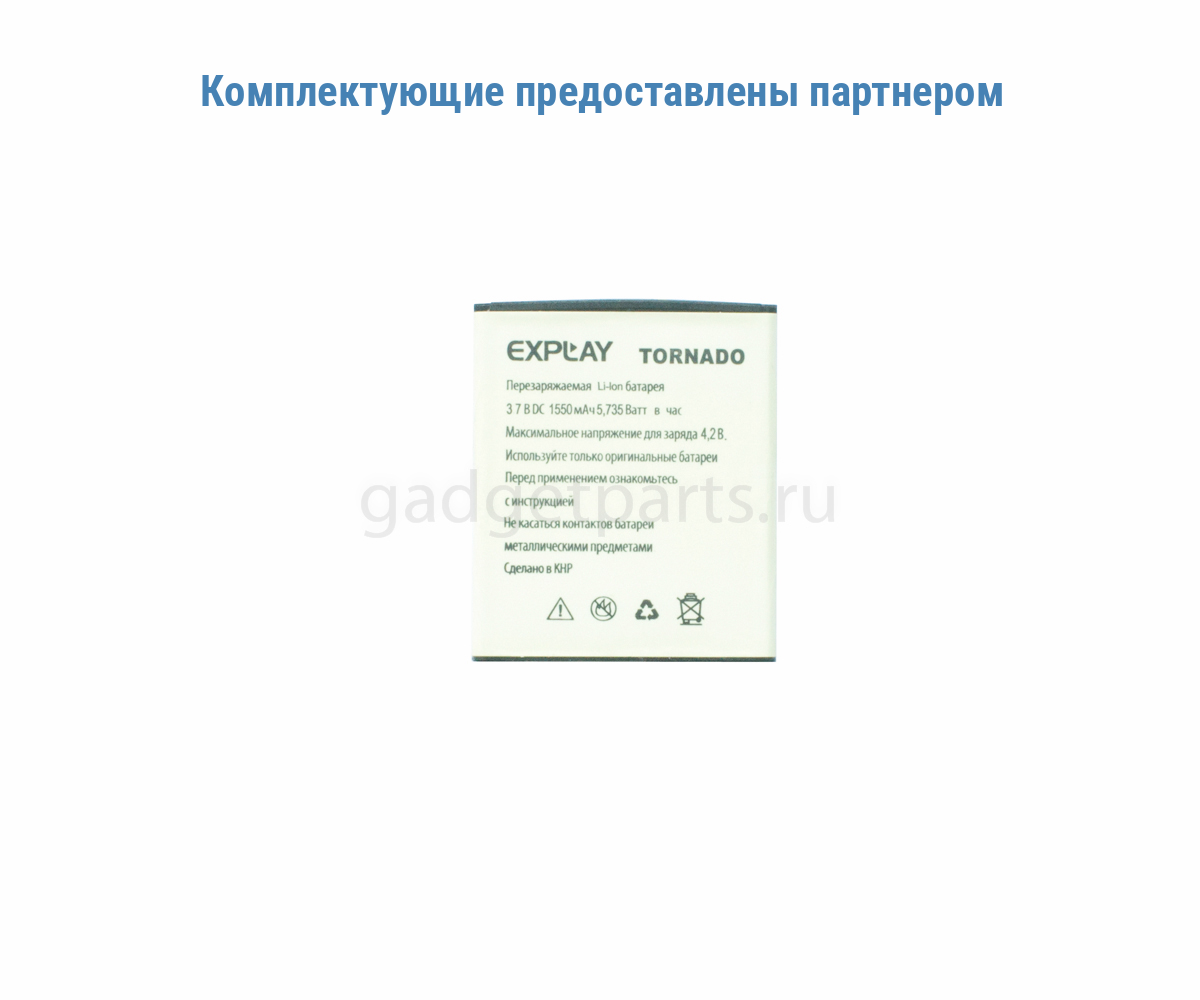 Комплектующие предоставлены партнером
EXPLAY TORNADO
Перезаряжаемая Li-Ion батарея
3 7 В DC 1550 мАч 5,735 Ватт в час
Максимальное напряжение для заряда 4,2 В.
Используйте только оригинальные батареи
Перед применением ознакомьтесь
gadgetparts.ru
с инструкцией
Не касаться контактов батареи
металлическими предметами
Сделано в КНР